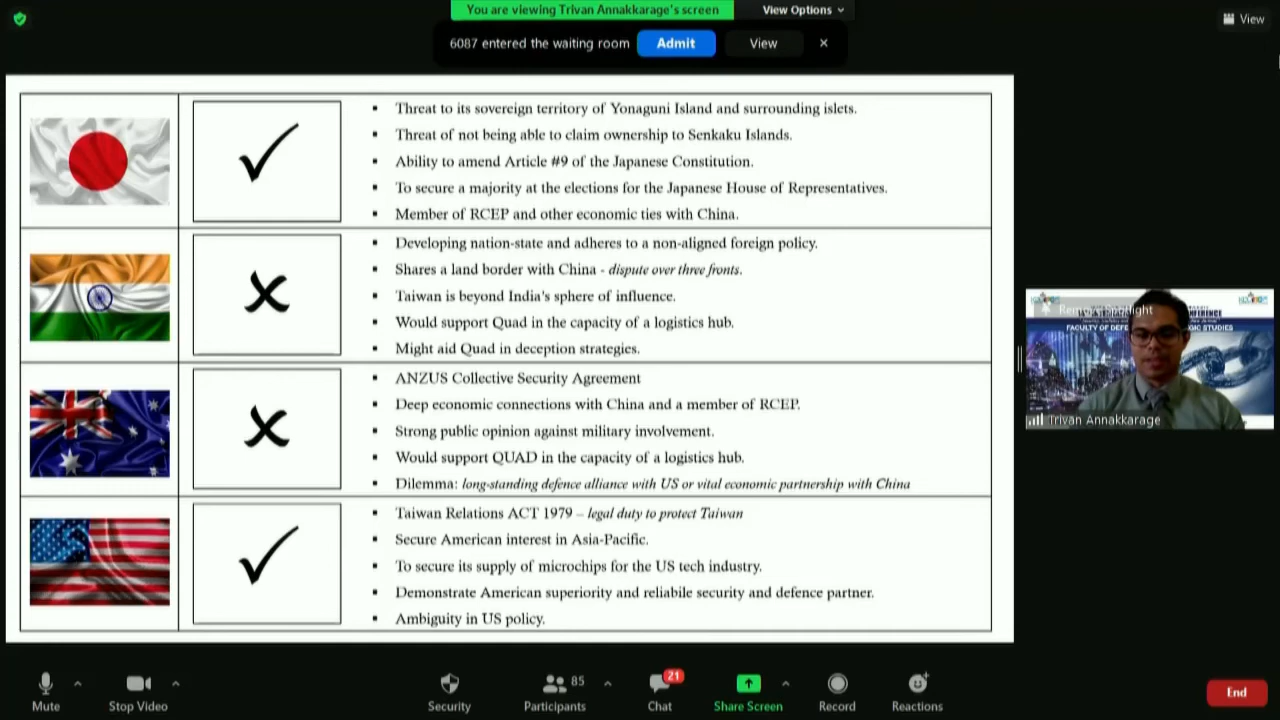 You are viewing Trivan Annakkarage's screen
View Options
View
6087 entered the waiting room
Admit
View
Threat to its sovereign territory of Yonaguni Island and surrounding islets.
Threat of not being able to claim ownership to Senkaku Islands.
Ability to amend Article #9 of the Japanese Constitution.
To secure a majority at the elections for the Japanese House of Representatives.
Member of RCEP and other economic ties with China.
Developing nation-state and adheres to a non-aligned foreign policy.
Shares a land border with China - dispute over three fronts.
Taiwan is beyond India's sphere of influence.
Would support Quad in the capacity of a logistics hub.
Might aid Quad in deception strategies.
ANZUS Collective Security Agreement
Deep economic connections with China and a member of RCEP.
Strong public opinion against military involvement.
Would support QUAD in the capacity of a logistics hub.
Dilemma: long-standing defence alliance with US or vital economic partnership with China
Taiwan Relations ACT 1979 – legal duty to protect Taiwan
Secure American interest in Asia-Pacific.
To secure its supply of microchips for the US tech industry.
Demonstrate American superiority and reliabile security and defence partner.
Ambiguity in US policy.
FACULTY OF
STUDIES
Trivan Annakkarage
Mute
Stop Video
Security
Participants
85
Chat
21
Share Screen
Record
Reactions
End